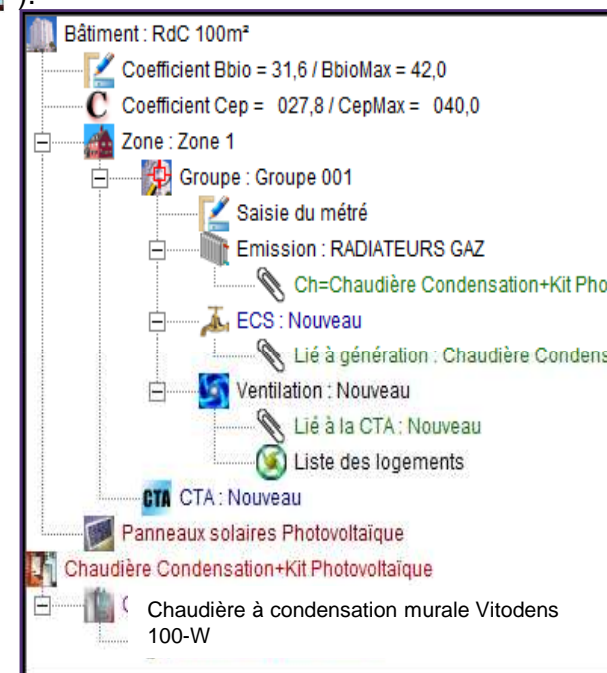 ).
Bâtiment : RdC 100m²
Coefficient Bbio = 31,6 / BbioMax = 42,0
C Coefficient Cep = 027,8 / CepMax = 040,0
Zone : Zone 1
Groupe : Groupe 001
Saisie du métré
Emission : RADIATEURS GAZ
Ch=Chaudière Condensation+Kit Pho
ECS : Nouveau
Lié à génération : Chaudière Condens
Ventilation : Nouveau
Lié à la CTA : Nouveau
Liste des logements
CTA CTA : Nouveau
Panneaux solaires Photovoltaïque
Chaudière Condensation+Kit Photovoltaïque
Chaudière à condensation murale Vitodens
100-W